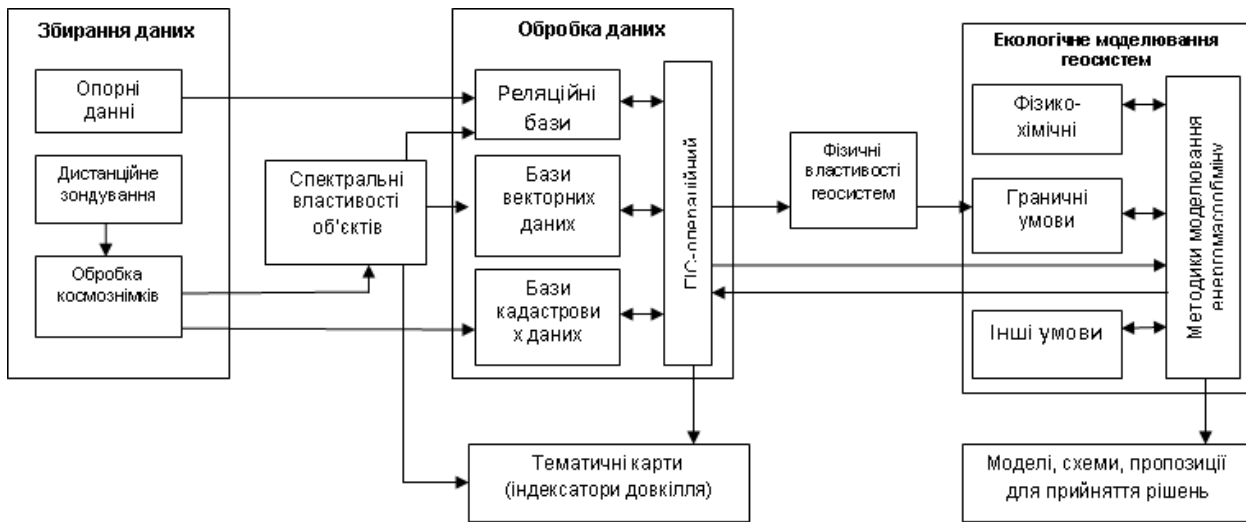 Збирання даних
Опорні
данні
Дистанційне
зондування
Обробка
космознімків
Спектральні
властивості
об'єктів
Обробка даних
Реляційні
бази
Бази
векторних
даних
Бази
кадастрови
х даних
ГІС-операційний
Фізичні
властивості
геосистем
Екологічне моделювання
геосистем
Фізико-
хімічні
Граничні
умови
Інші умови
Методики моделювання
енергомасообміну
Тематичні карти
(індексатори довкілля)
Моделі, схеми, пропозиції
для прийняття рішень